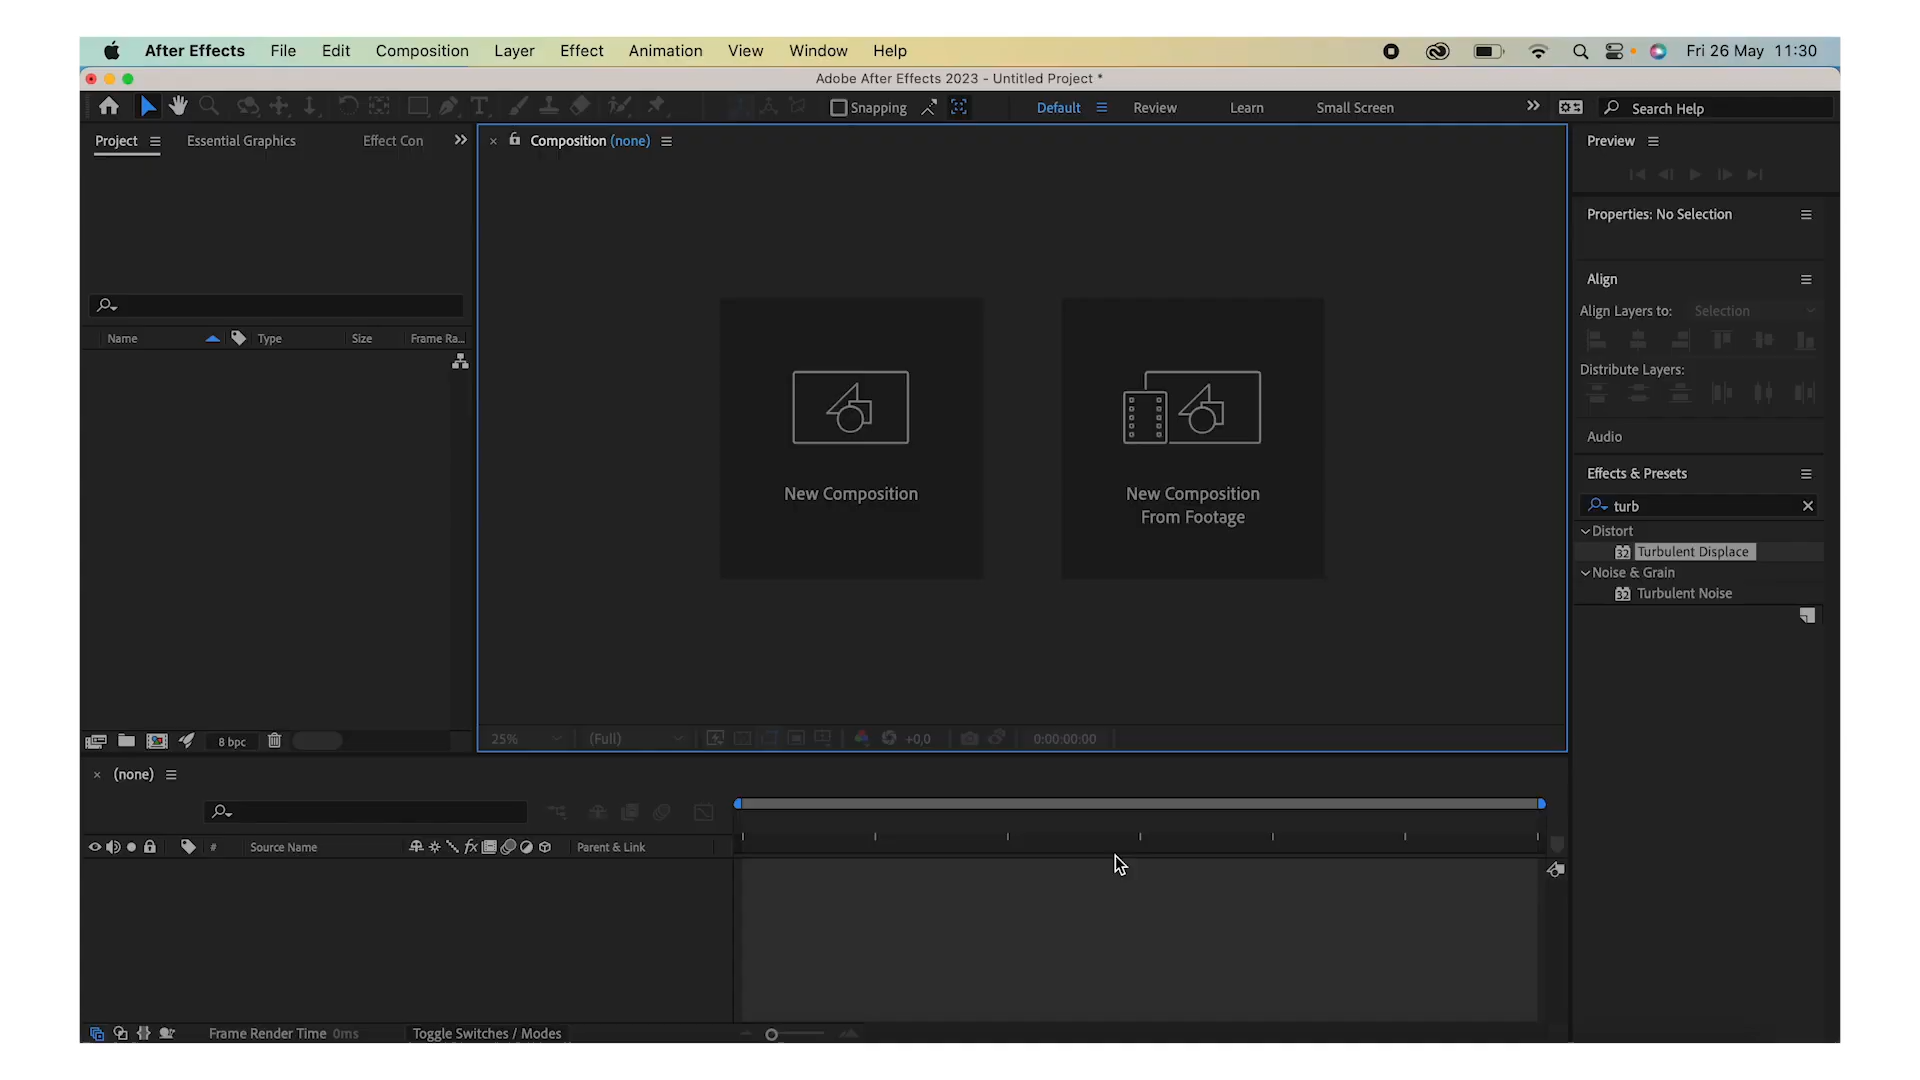 After Effects File Edit Composition Layer Effect Animation View Window Help Fri 26 May 11:30
Adobe After Effects 2023 - Untitled Project *
Snapping Default Review Learn Small Screen Search Help
Project Essential Graphics Effect Con
Composition (none)
Preview
Properties: No Selection
Align
Align Layers to: Selection
Distribute Layers:
Audio
Effects & Presets
turb
Distort
32 Turbulent Displace
Noise & Grain
32 Turbulent Noise
Name Type Size Frame Ra...
New Composition
New Composition
From Footage
8 bpc
25% (Full) +0,0 0:00:00:00
(none)
# Source Name fx Parent & Link
Frame Render Time 0ms Toggle Switches / Modes